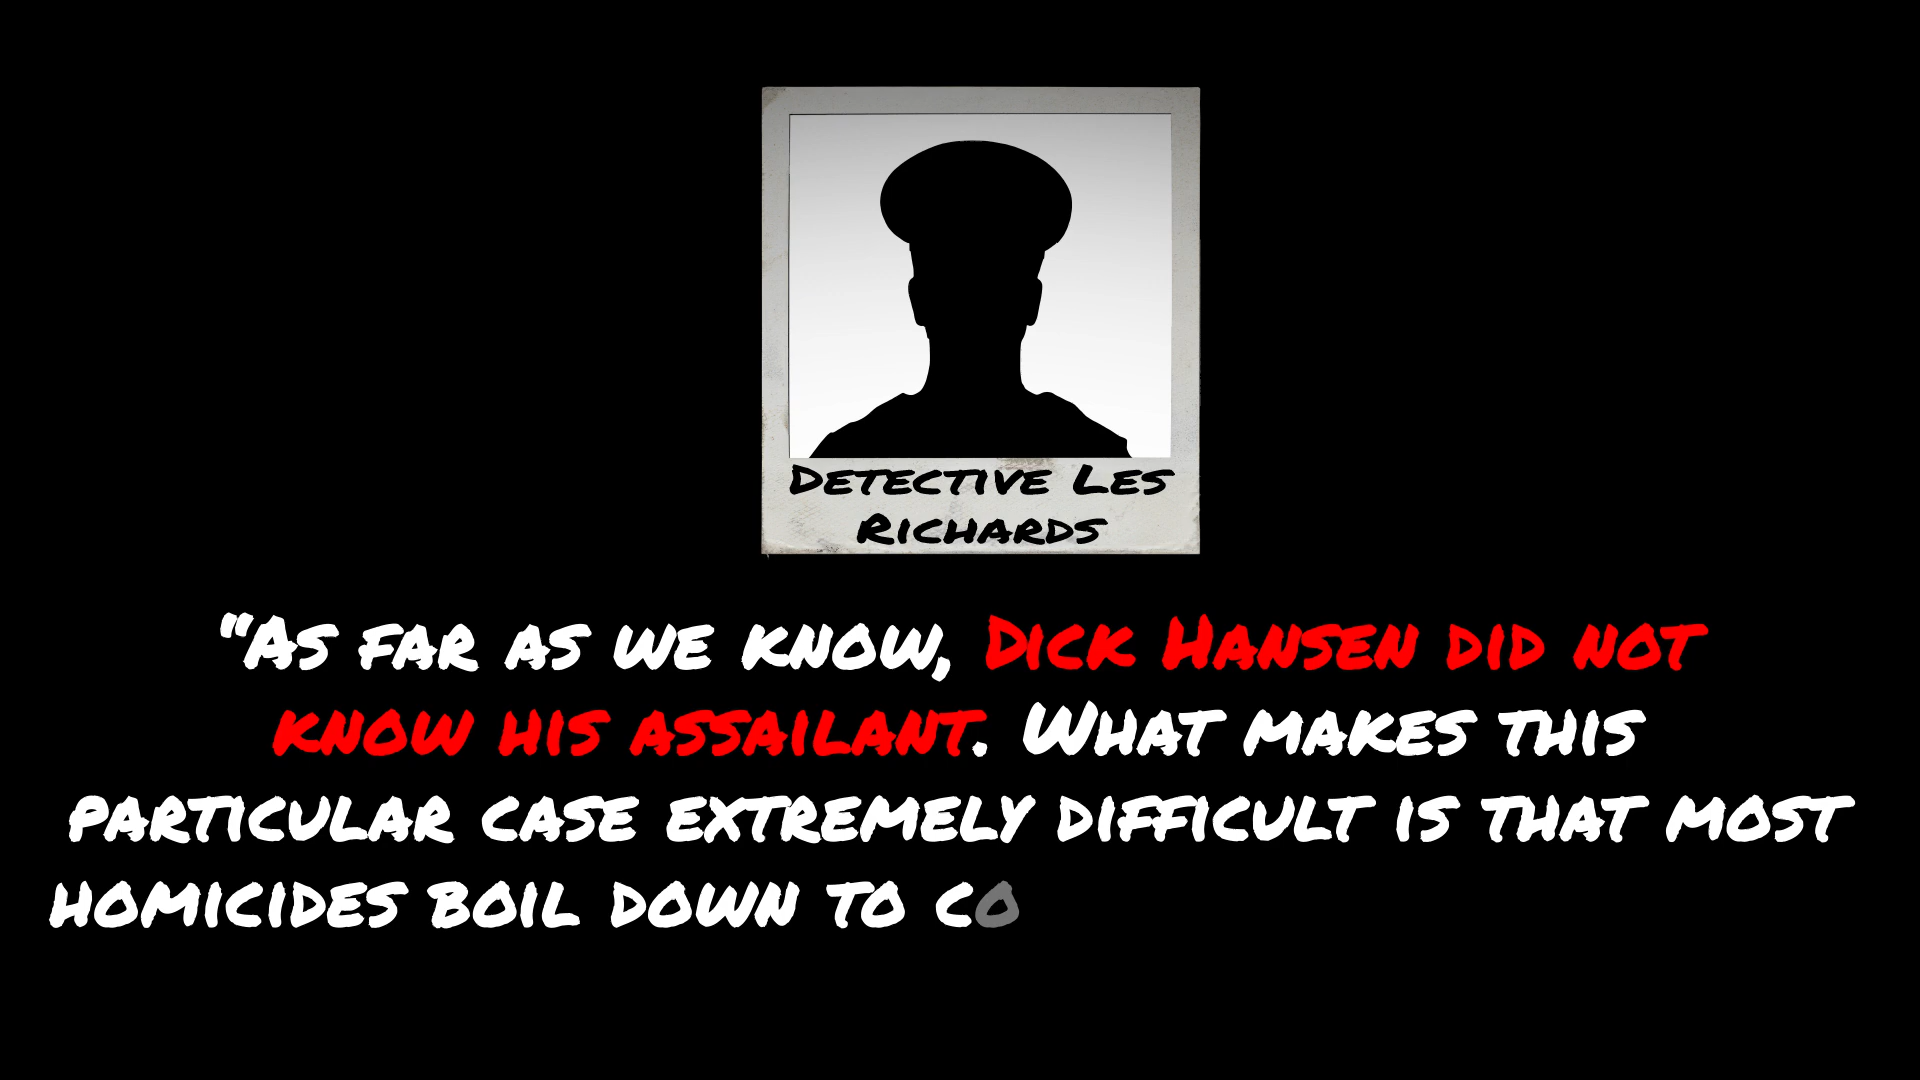 Detective Les
Richards
“As far as we know, Dick Hansen did not
know his assailant. What makes this
particular case extremely difficult is that most
homicides boil down to co